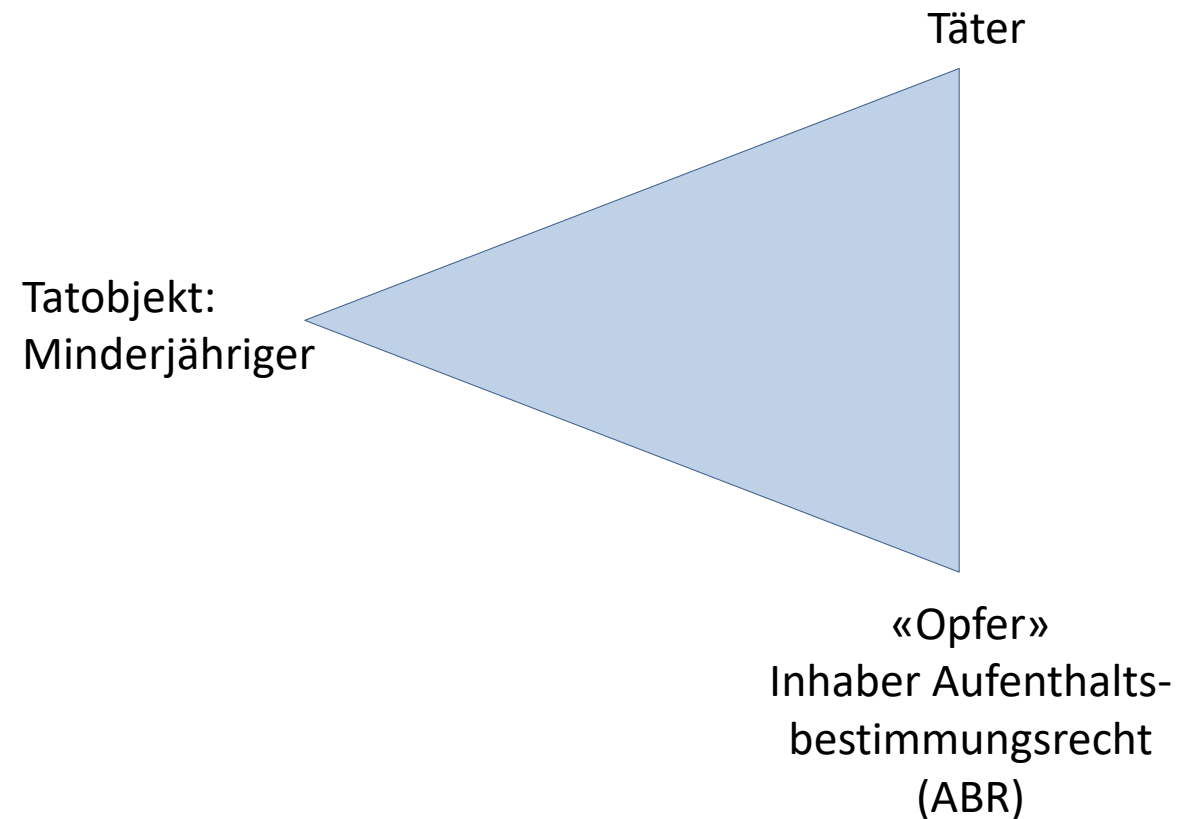 Täter
Tatobjekt:
Minderjähriger
«Opfer»
Inhaber Aufenthalts-
bestimmungsrecht
(ABR)